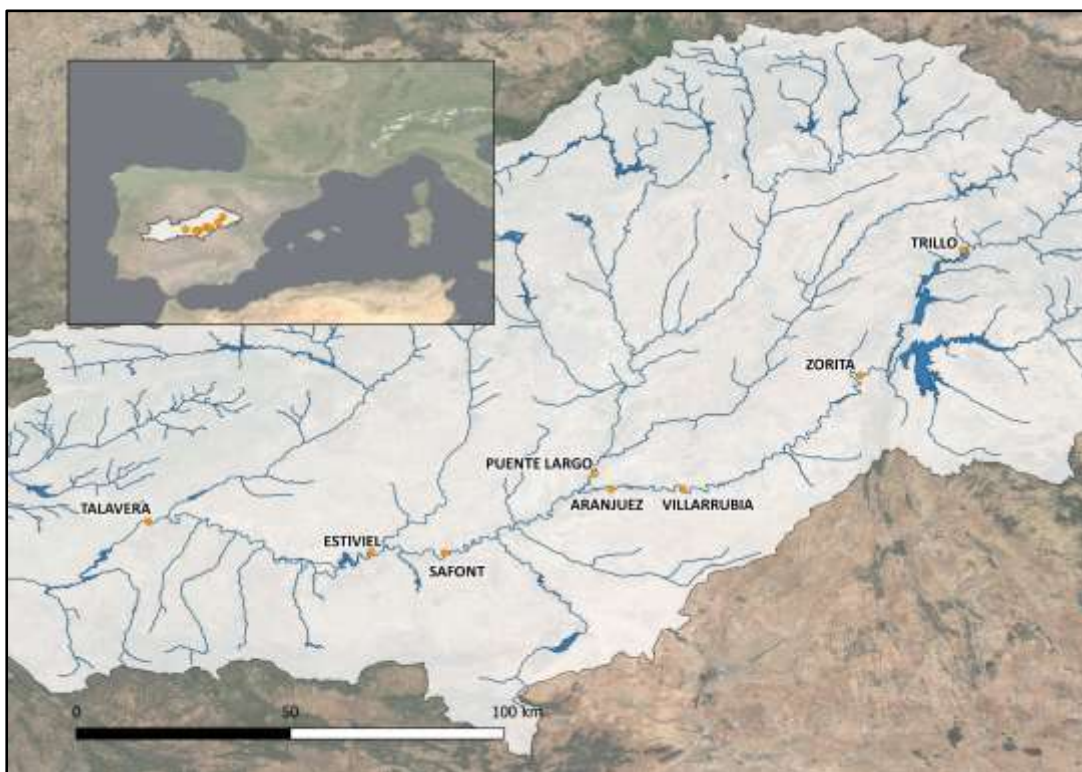 TRILLO
ZORITA
PUENTE LARGO
ARANJUEZ
VILLARRUBIA
TALAVERA
ESTIVIEL
SAFONT
0
50
100 km